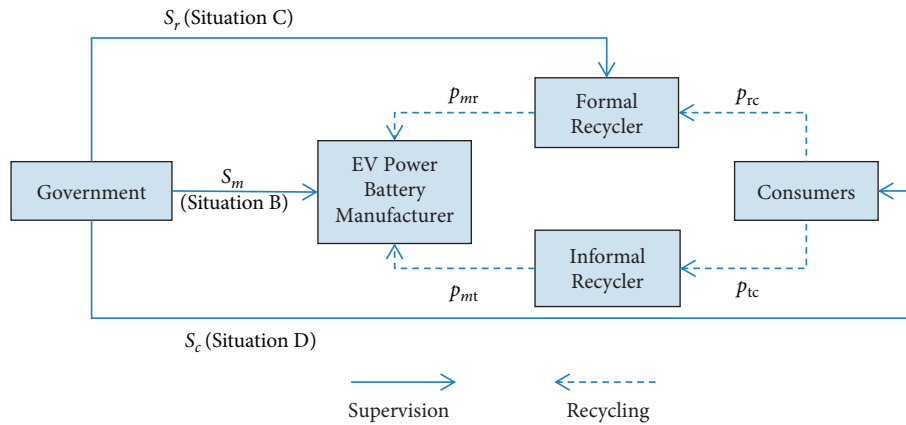 S_r (Situation C)
p_mr
Formal
Recycler
p_rc
Government
S_m
(Situation B)
EV Power
Battery
Manufacturer
Consumers
p_mt
Informal
Recycler
p_tc
S_c (Situation D)
Supervision
Recycling